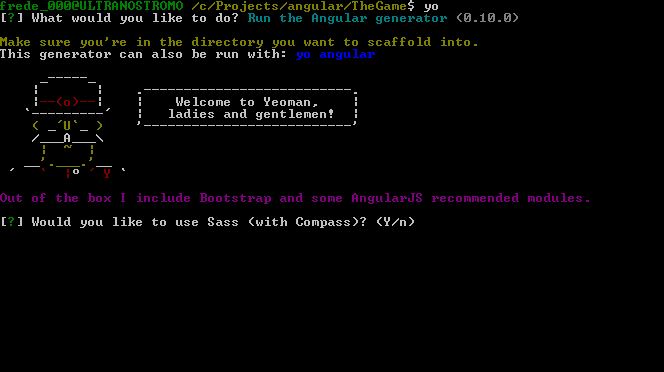 frede_000@ULTRANOSTROMO /c/Projects/angular/TheGame$ yo
[?] What would you like to do? Run the Angular generator (0.10.0)
Make sure you're in the directory you want to scaffold into.
This generator can also be run with: yo angular
Welcome to Yeoman,
ladies and gentlemen!
Out of the box I include Bootstrap and some AngularJS recommended modules.
[?] Would you like to use Sass (with Compass)? (Y/n)